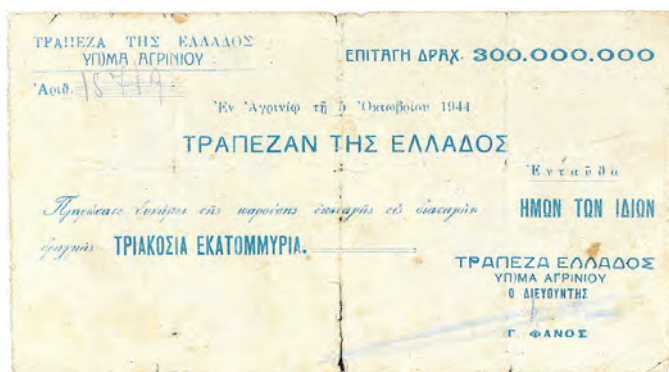 ΤΡΑΠΕΖΑ ΤΗΣ ΕΛΛΑΔΟΣ
ΥΠ)ΜΑ ΑΓΡΙΝΙΟΥ
ΕΠΙΤΑΓΗ ΔΡΑΧ. 300.000.000
Ἀριθ.
Ἐν Ἀγρινίῳ τῇ 5 Ὀκτωβρίου 1944
ΤΡΑΠΕΖΑΝ ΤΗΣ ΕΛΛΑΔΟΣ
Ἐνταῦθα
Πληρώσατε δυνάμει τῆς παρούσης ἐπιταγῆς εἰς διαταγὴν ΗΜΩΝ ΤΩΝ ΙΔΙΩΝ
δραχμὰς ΤΡΙΑΚΟΣΙΑ ΕΚΑΤΟΜΜΥΡΙΑ.
ΤΡΑΠΕΖΑ ΕΛΛΑΔΟΣ
ΥΠ)ΜΑ ΑΓΡΙΝΙΟΥ
Ο ΔΙΕΥΘΥΝΤΗΣ
Γ. ΦΑΝΟΣ